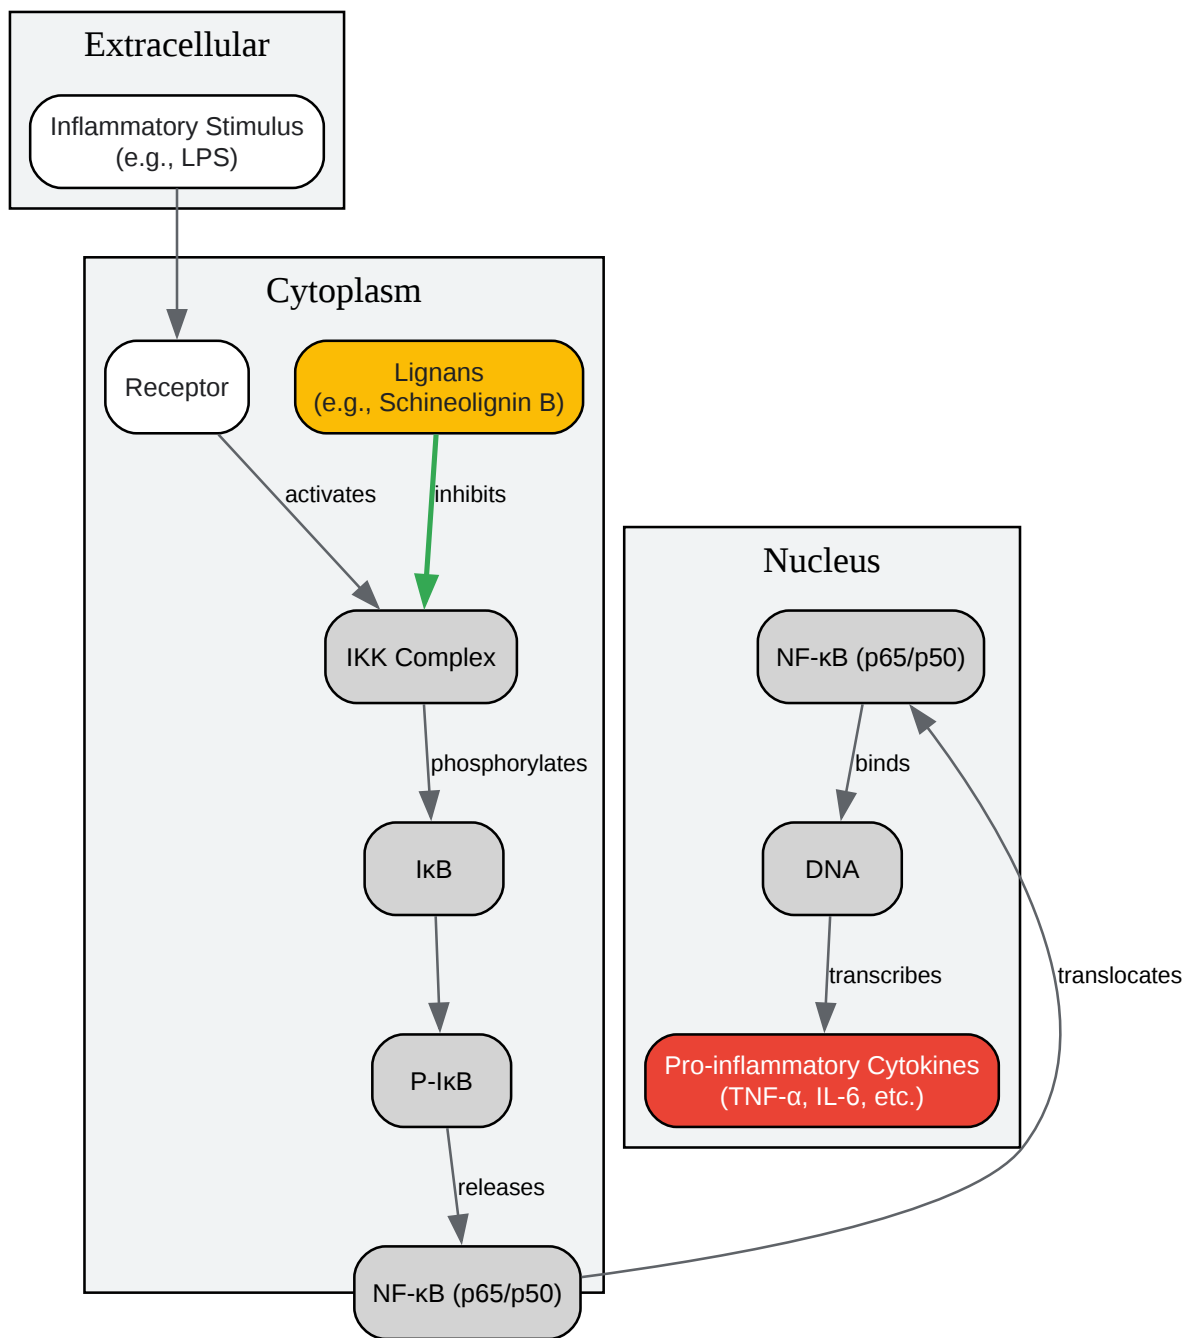 Extracellular
Inflammatory Stimulus
(e.g., LPS)
Cytoplasm
Receptor
Lignans
(e.g., Schineolignin B)
activates
inhibits
IKK Complex
phosphorylates
IκB
P-IκB
releases
NF-κB (p65/p50)
Nucleus
NF-κB (p65/p50)
binds
DNA
transcribes
translocates
Pro-inflammatory Cytokines
(TNF-α, IL-6, etc.)